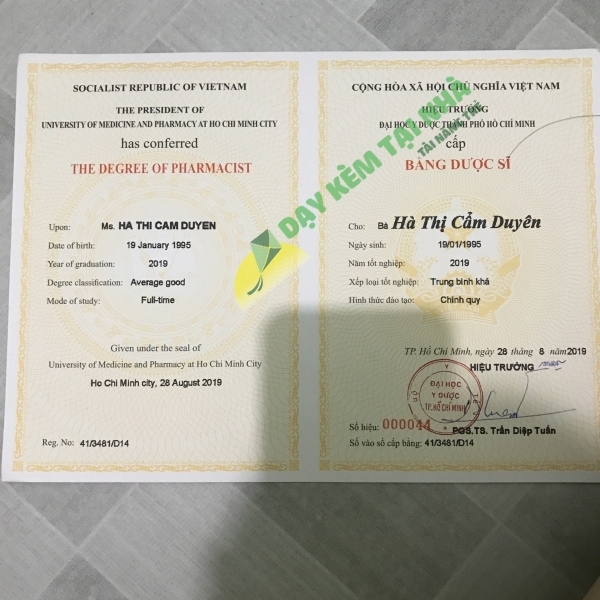 SOCIALIST REPUBLIC OF VIETNAM
THE PRESIDENT OF
UNIVERSITY OF MEDICINE AND PHARMACY AT HO CHI MINH CITY
has conferred
THE DEGREE OF PHARMACIST
Upon: Ms. HA THI CAM DUYEN
Date of birth: 19 January 1995
Year of graduation: 2019
Degree classification: Average good
Mode of study: Full-time
Given under the seal of
University of Medicine and Pharmacy at Ho Chi Minh City
Ho Chi Minh city, 28 August 2019
Reg. No: 41/3481/D14
CỘNG HÒA XÃ HỘI CHỦ NGHĨA VIỆT NAM
HIỆU TRƯỞNG
ĐẠI HỌC Y DƯỢC THÀNH PHỐ HỒ CHÍ MINH
cấp
BẰNG DƯỢC SĨ
Cho: Bà Hà Thị Cẩm Duyên
Ngày sinh: 19/01/1995
Năm tốt nghiệp: 2019
Xếp loại tốt nghiệp: Trung bình khá
Hình thức đào tạo: Chính quy
TP. Hồ Chí Minh, ngày 28 tháng 8 năm 2019
HIỆU TRƯỞNG
ĐẠI HỌC
Y DƯỢC
TP. HỒ CHÍ MINH
Số hiệu: 000044
PGS.TS. Trần Diệp Tuấn
Số vào sổ cấp bằng: 41/3481/D14
DẠY KÈM TẠI NHÀ
TÀI NĂNG TRẺ